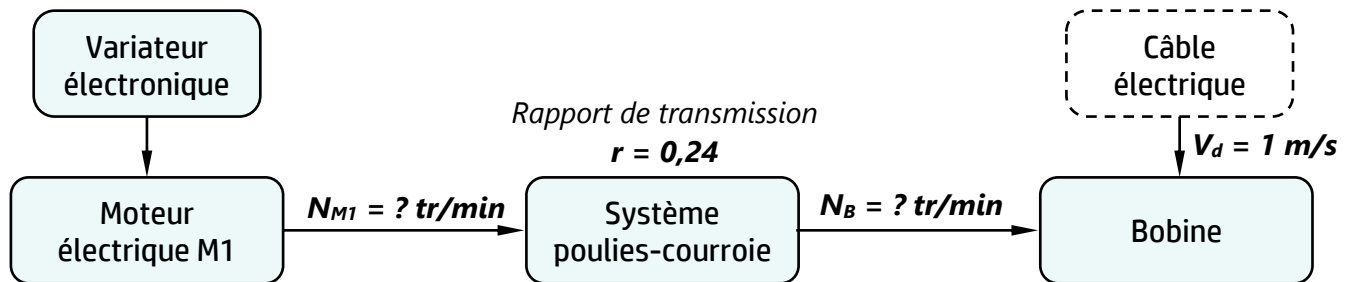 Variateur
électronique
Câble
électrique
Rapport de transmission
r = 0,24
V_d = 1 m/s
Moteur
électrique M1
N_M1 = ? tr/min
Système
poulies-courroie
N_B = ? tr/min
Bobine